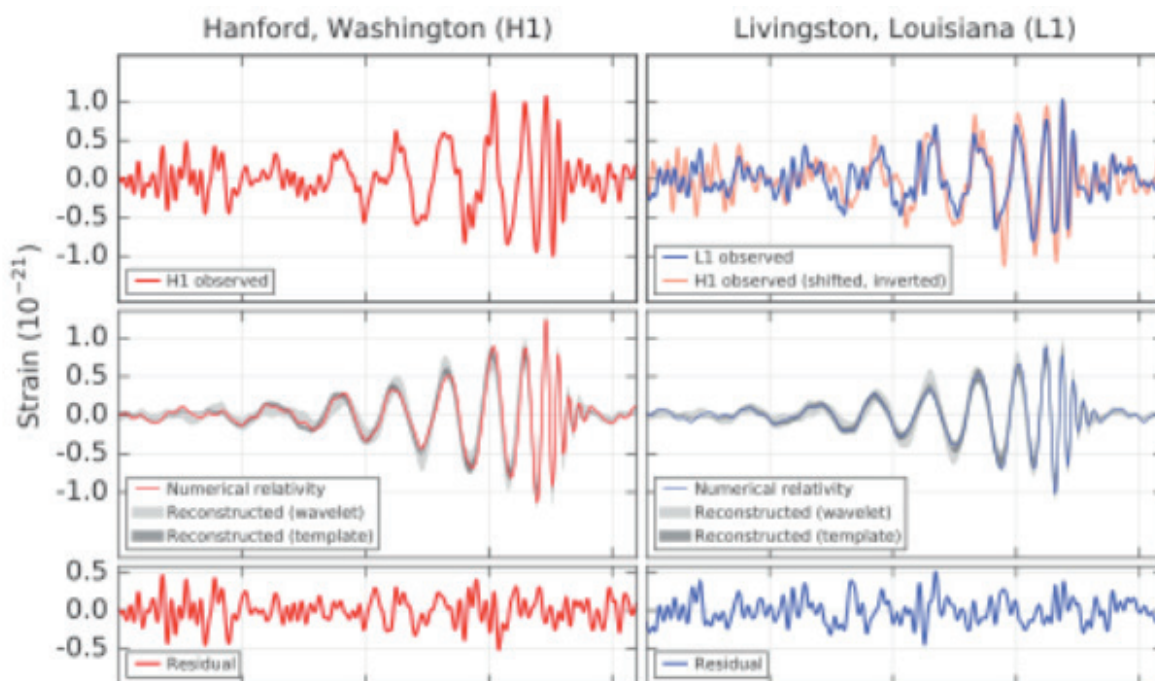 Hanford, Washington (H1)
Livingston, Louisiana (L1)
Strain (10⁻²¹)
1.0
0.5
0.0
-0.5
-1.0
H1 observed
L1 observed
H1 observed (shifted, inverted)
1.0
0.5
0.0
-0.5
-1.0
Numerical relativity
Reconstructed (wavelet)
Reconstructed (template)
Numerical relativity
Reconstructed (wavelet)
Reconstructed (template)
0.5
0.0
-0.5
Residual
Residual